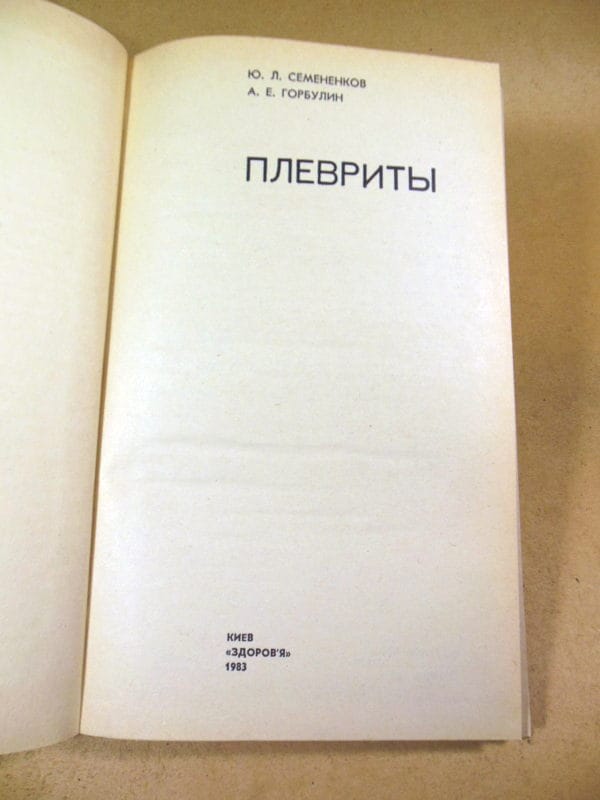 Ю. Л. СЕМЕНЕНКОВ
А. Е. ГОРБУЛИН
ПЛЕВРИТЫ
КИЕВ
«ЗДОРОВ'Я»
1983